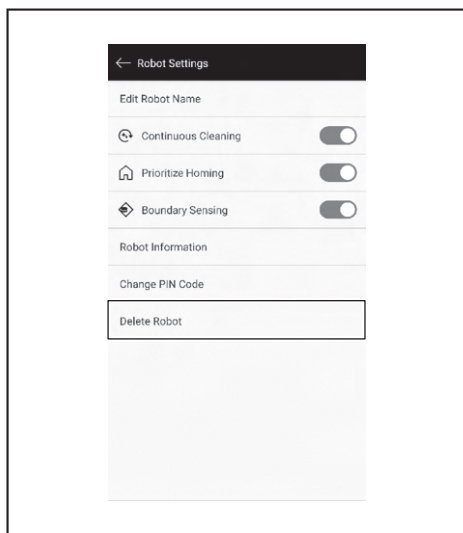 Robot Settings
Edit Robot Name
Continuous Cleaning
Prioritize Homing
Boundary Sensing
Robot Information
Change PIN Code
Delete Robot